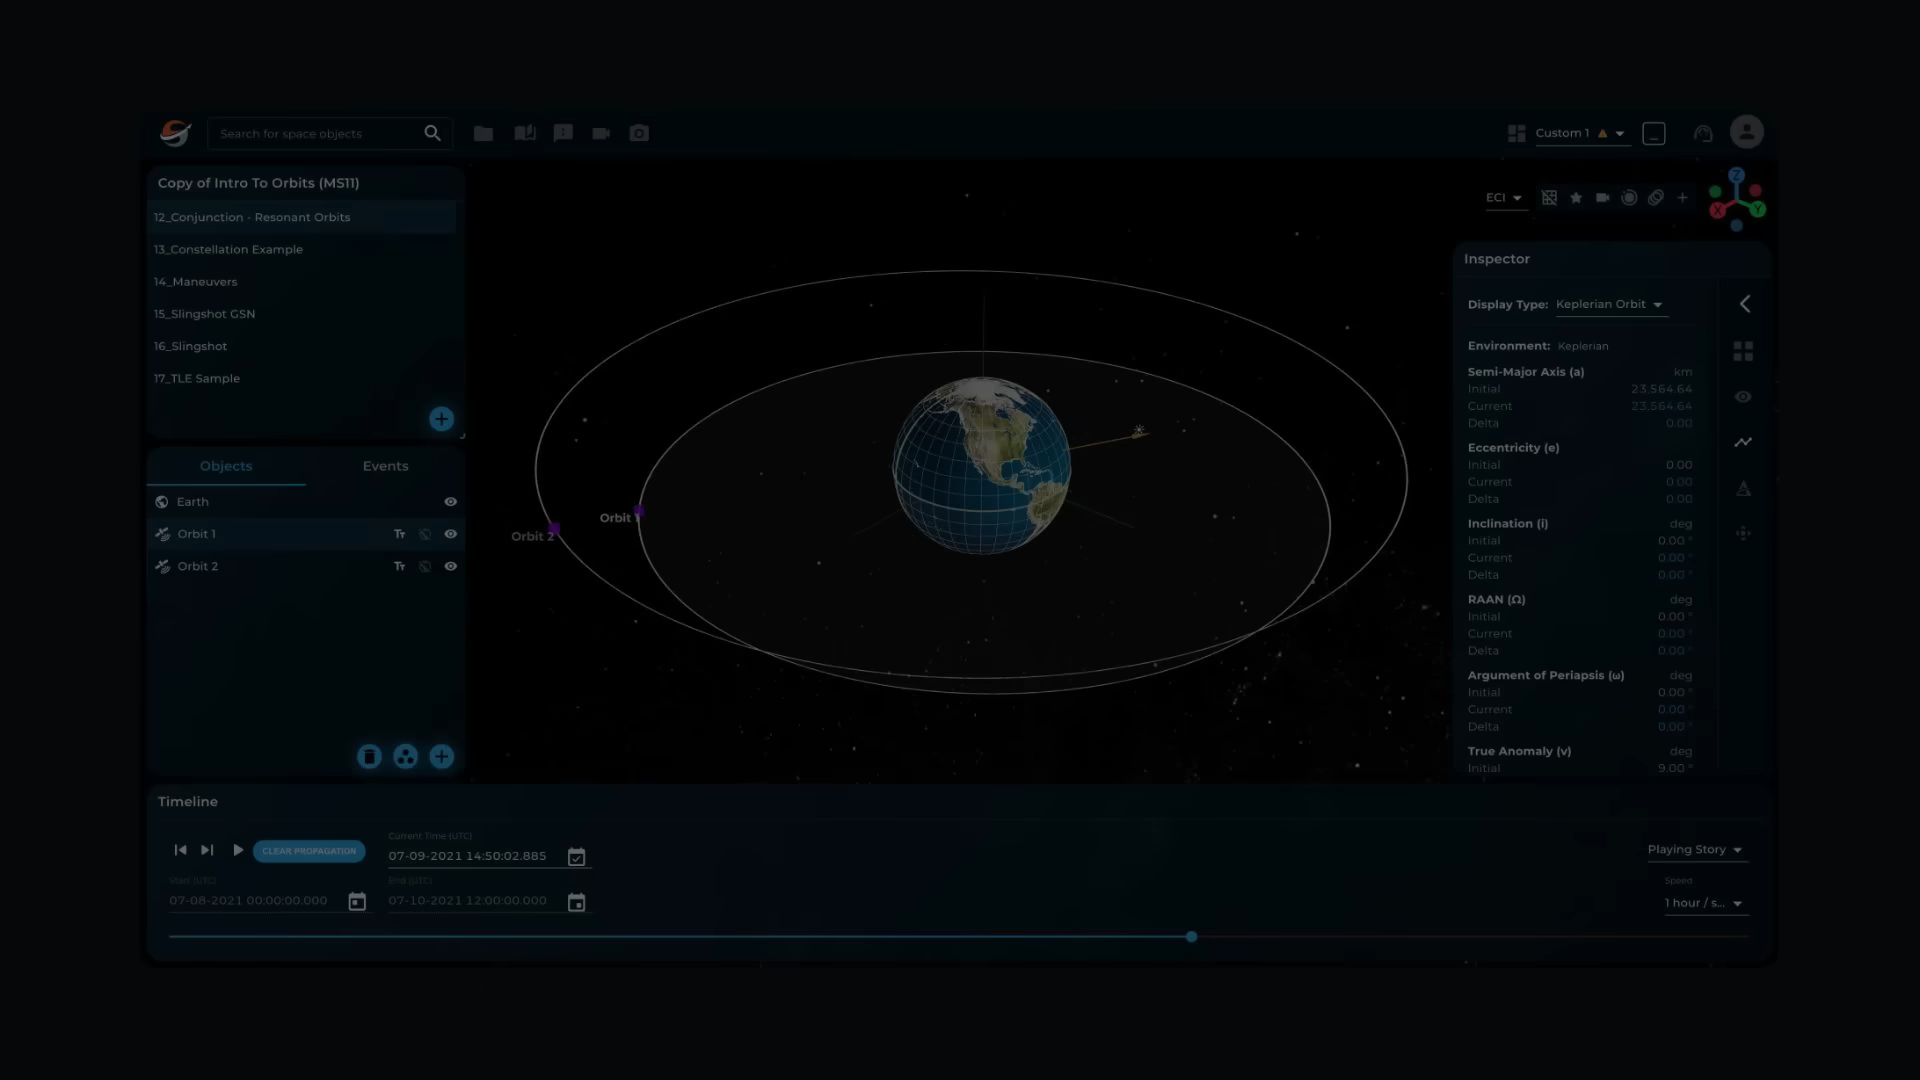 Search for space objects
Custom 1
Copy of Intro To Orbits (MS11)
12_Conjunction - Resonant Orbits
13_Constellation Example
14_Maneuvers
15_Slingshot GSN
16_Slingshot
17_TLE Sample
Objects
Events
Earth
Orbit 1
Orbit 2
Orbit 1
Orbit 2
ECI
Z
X
Y
Inspector
Display Type: Keplerian Orbit
Environment: Keplerian
Semi-Major Axis (a) km
Initial 23,564.64
Current 23,564.64
Delta 0.00
Eccentricity (e)
Initial 0.00
Current 0.00
Delta 0.00
Inclination (i) deg
Initial 0.00 °
Current 0.00 °
Delta 0.00 °
RAAN (Ω) deg
Initial 0.00 °
Current 0.00 °
Delta 0.00 °
Argument of Periapsis (ω) deg
Initial 0.00 °
Current 0.00 °
Delta 0.00 °
True Anomaly (v) deg
Initial 9.00 °
Timeline
CLEAR PROPAGATION
Current Time (UTC)
07-09-2021 14:50:02.885
Start (UTC)
07-08-2021 00:00:00.000
End (UTC)
07-10-2021 12:00:00.000
Playing Story
Speed
1 hour / s...